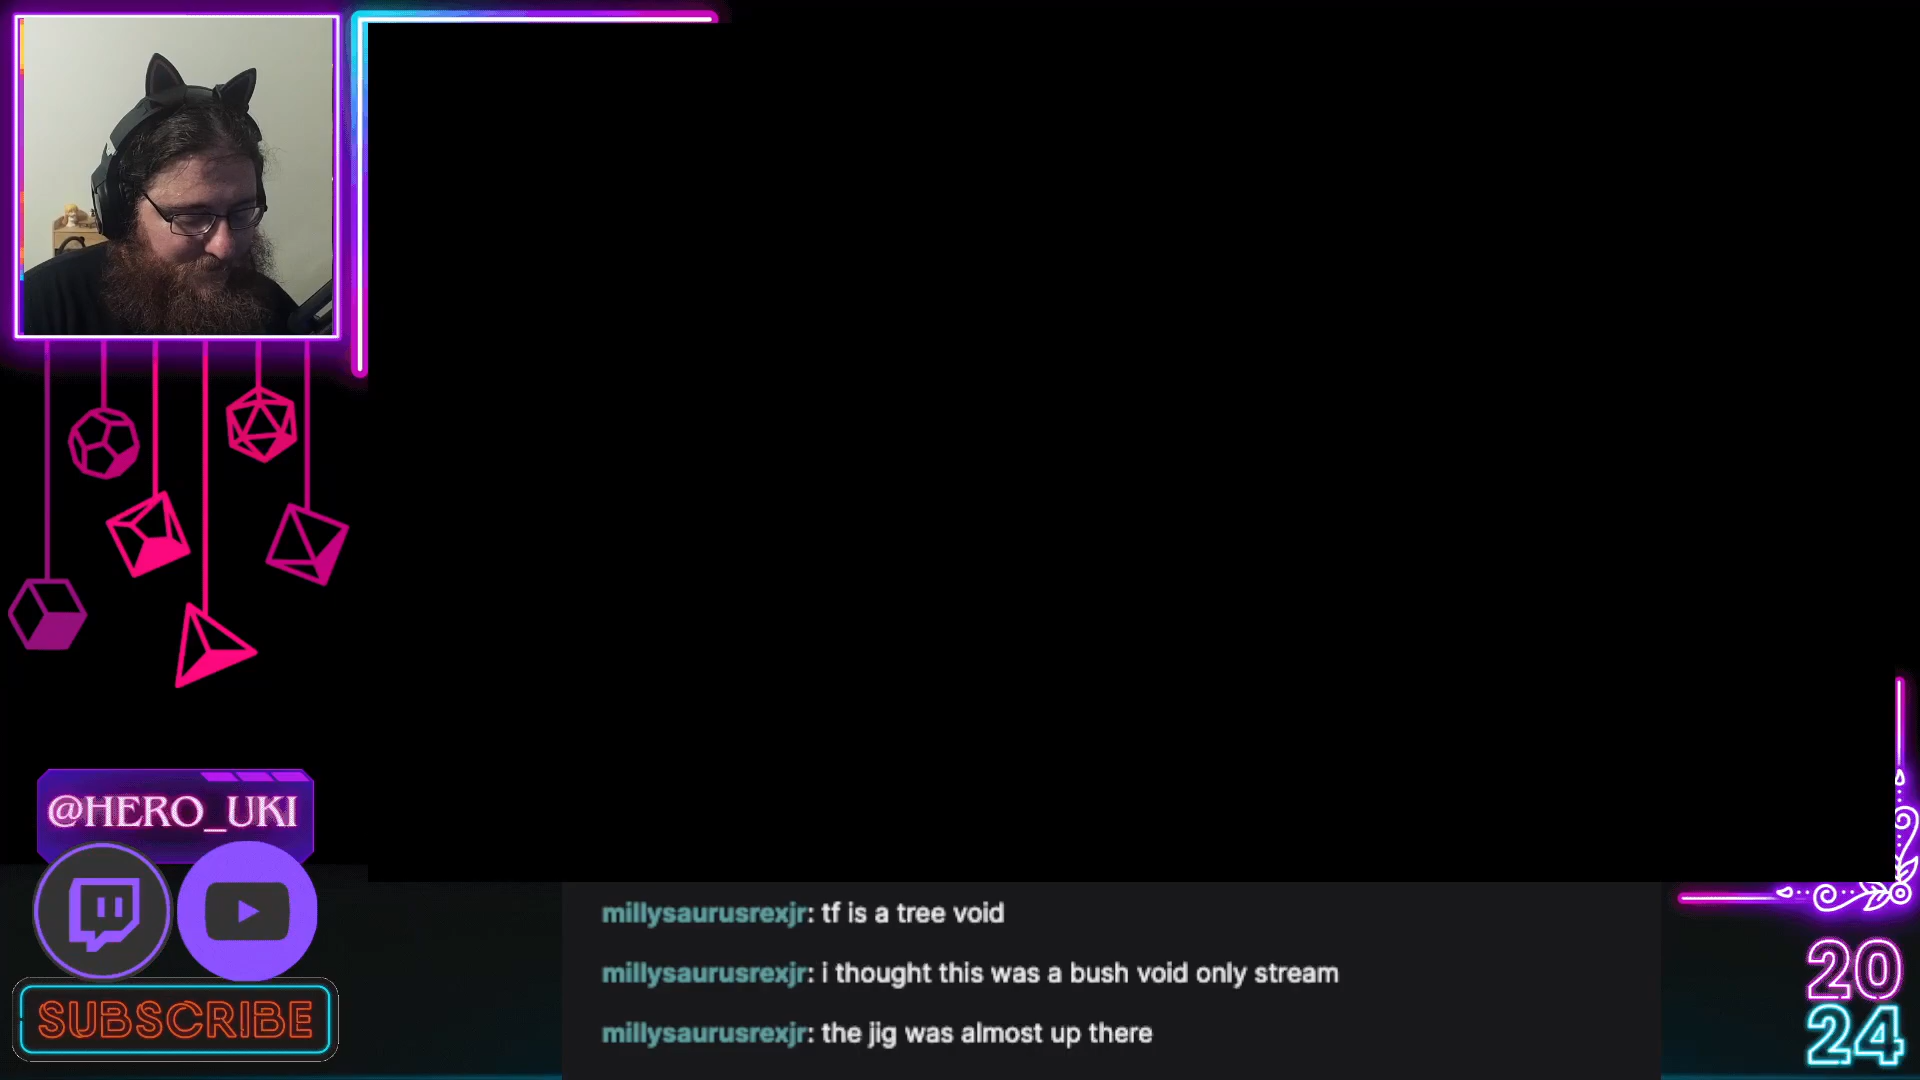 @HERO_UKI
SUBSCRIBE
millysaurusrexjr: tf is a tree void
millysaurusrexjr: i thought this was a bush void only stream
millysaurusrexjr: the jig was almost up there
20
24